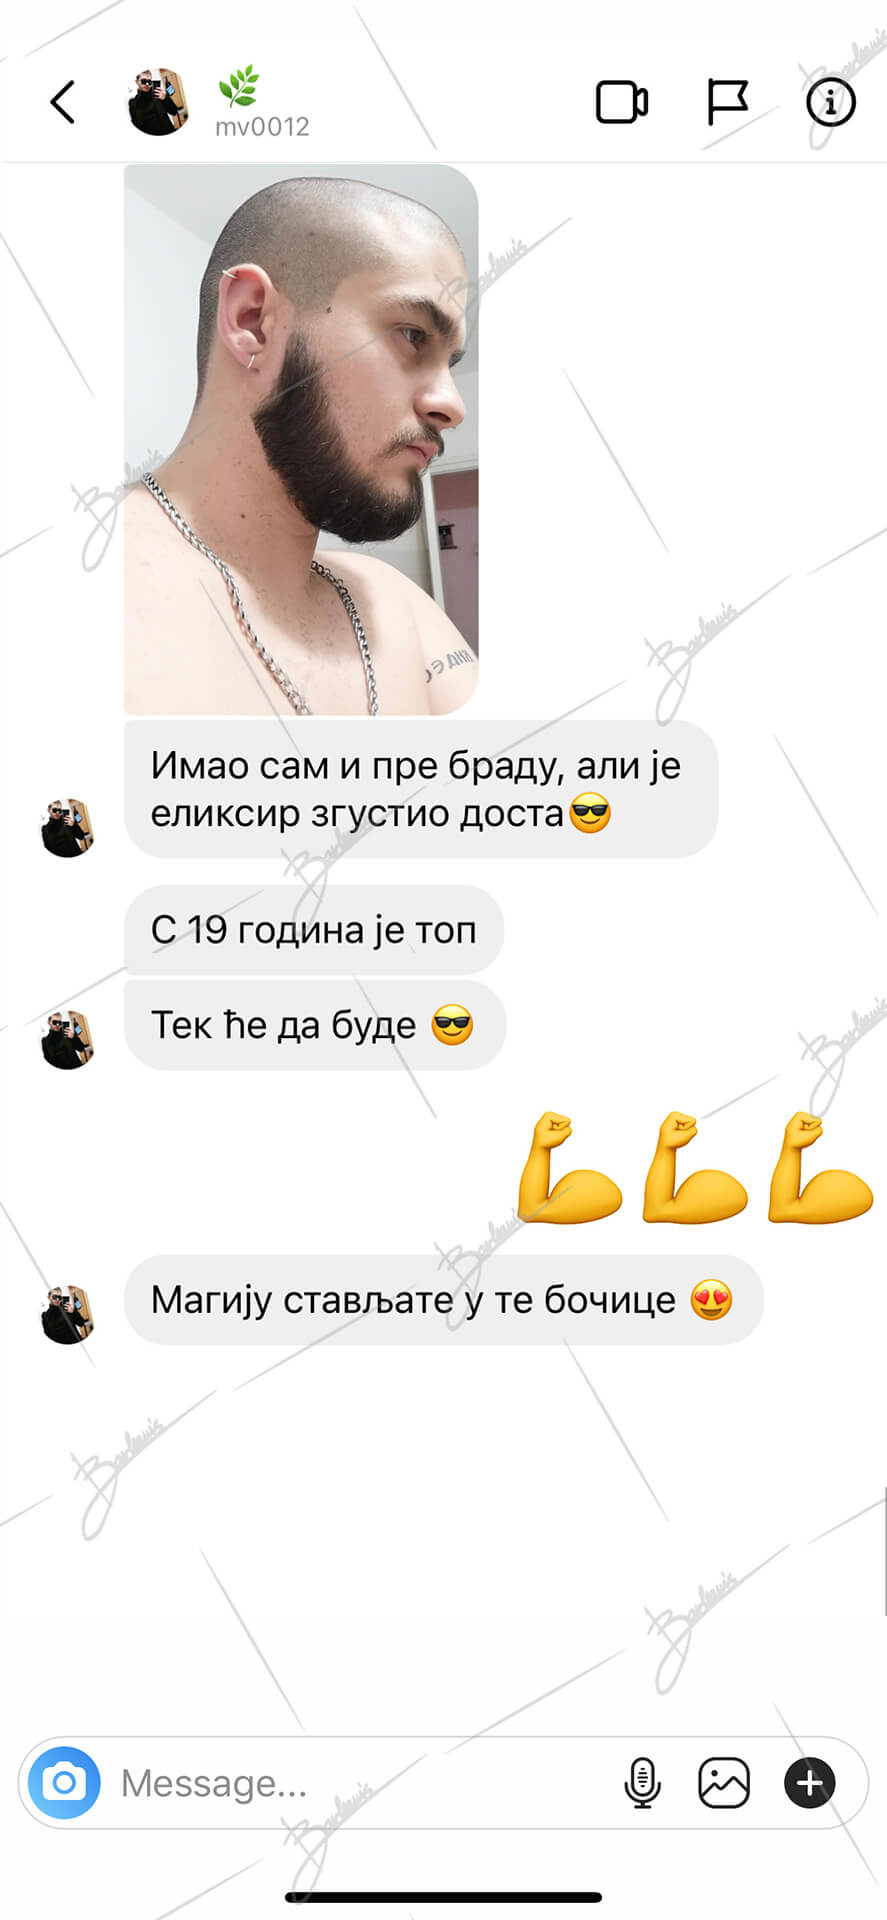 🌿
mv0012
Имао сам и пре браду, али је
еликсир згустио доста😎
С 19 година је топ
Тек ће да буде 😎
💪💪💪
Магију стављате у те бочице 😍
Message...